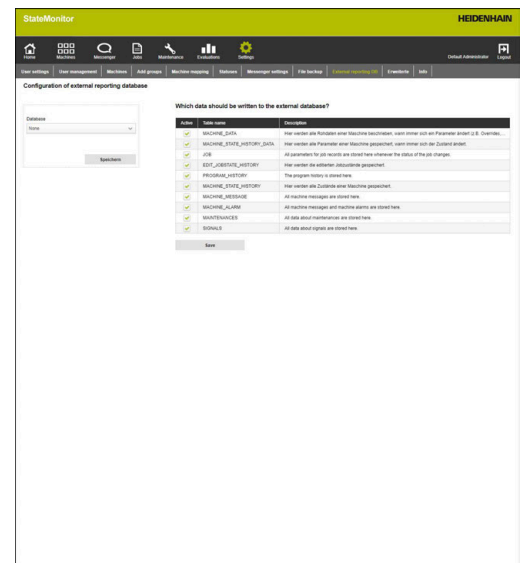 StateMonitor
HEIDENHAIN
Home
Machines
Messenger
Jobs
Maintenance
Evaluations
Settings
Default Administrator
Logout
User settings
User management
Machines
Add groups
Machine mapping
Statuses
Messenger settings
File backup
External reporting DB
Erweiterte
Info
Configuration of external reporting database
Database
None
Speichern
Which data should be written to the external database?
Active Table name Description
MACHINE_DATA Hier werden alle Rohdaten einer Maschine beschrieben, wann immer sich ein Parameter ändert (z.B. Overrides, ...
MACHINE_STATE_HISTORY_DATA Hier werden alle Parameter einer Maschine gespeichert, wann immer sich der Zustand ändert.
JOB All parameters for job records are stored here whenever the status of the job changes.
EDIT_JOBSTATE_HISTORY Hier werden die editierten Jobzustände gespeichert.
PROGRAM_HISTORY The program history is stored here.
MACHINE_STATE_HISTORY Hier werden alle Zustände einer Maschine gespeichert.
MACHINE_MESSAGE All machine messages are stored here.
MACHINE_ALARM All machine messages and machine alarms are stored here.
MAINTENANCES All data about maintenances are stored here.
SIGNALS All data about signals are stored here.
Save